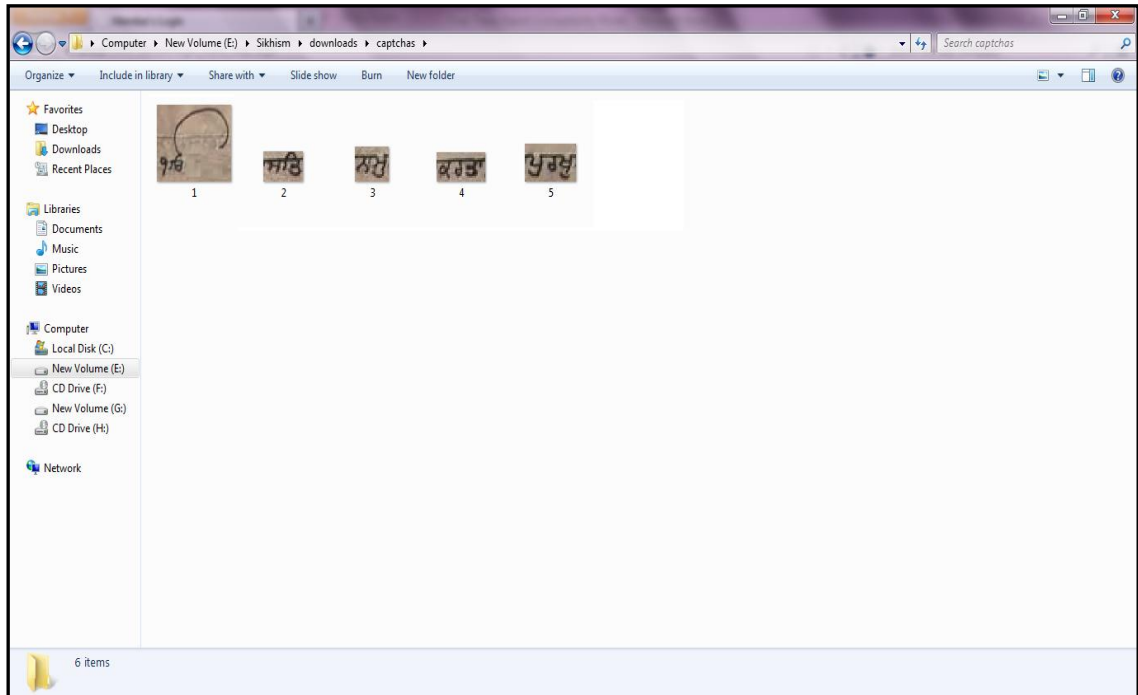 Computer ▸ New Volume (E:) ▸ Sikhism ▸ downloads ▸ captchas ▸
Search captchas
Organize ▾ Include in library ▾ Share with ▾ Slide show Burn New folder
Favorites
Desktop
Downloads
Recent Places
Libraries
Documents
Music
Pictures
Videos
Computer
Local Disk (C:)
New Volume (E:)
CD Drive (F:)
New Volume (G:)
CD Drive (H:)
Network
ੴ ਸਤਿ ਨਾਮੁ ਕਰਤਾ ਪੁਰਖੁ
1 2 3 4 5
6 items